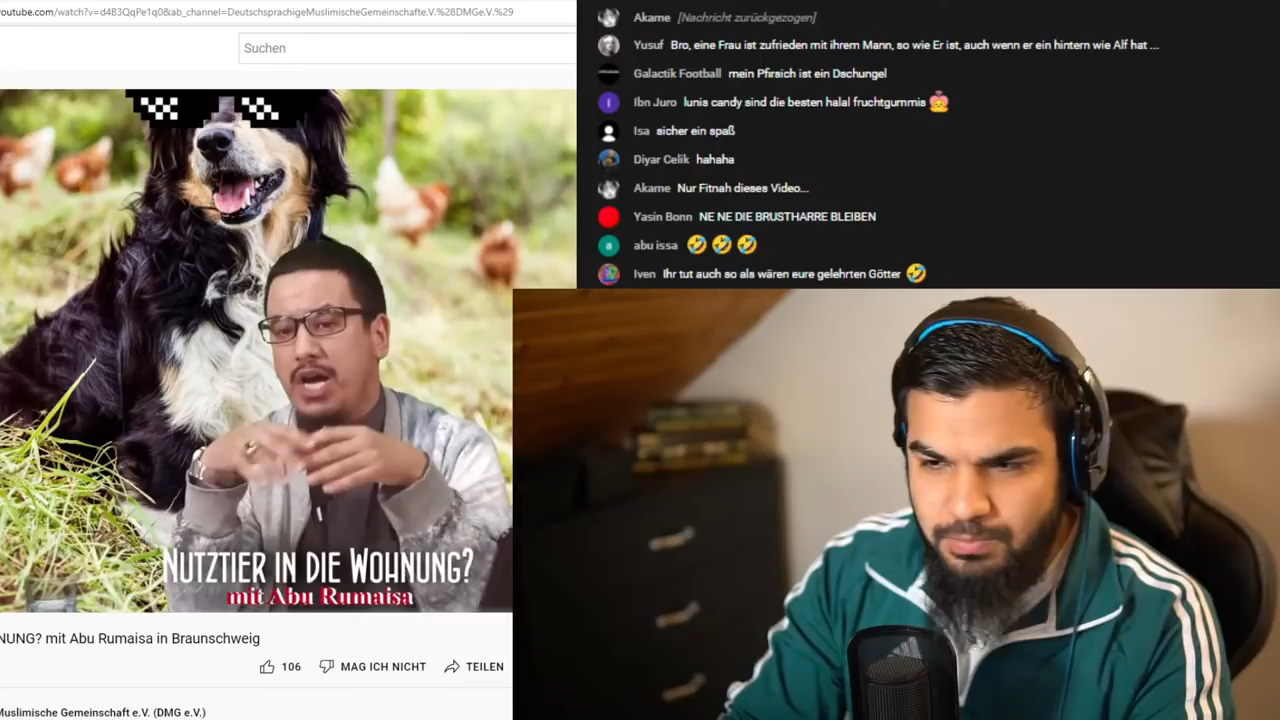 outube.com/watch?v=d4B3QqPe1q0&ab_channel=DeutschsprachigeMuslimischeGemeinschafte.V.%28DMGe.V.%29
Suchen
NUTZTIER IN DIE WOHNUNG?
mit Abu Rumaisa
NUNG? mit Abu Rumaisa in Braunschweig
106 MAG ICH NICHT TEILEN
Muslimische Gemeinschaft e.V. (DMG e.V.)
Akame [Nachricht zurückgezogen]
Yusuf Bro, eine Frau ist zufrieden mit ihrem Mann, so wie Er ist, auch wenn er ein hintern wie Alf hat ...
Galactik Football mein Pfirsich ist ein Dschungel
Ibn Juro lunis candy sind die besten halal fruchtgummis
Isa sicher ein spaß
Diyar Celik hahaha
Akame Nur Fitnah dieses Video...
Yasin Bonn NE NE DIE BRUSTHARRE BLEIBEN
abu issa
Iven Ihr tut auch so als wären eure gelehrten Götter